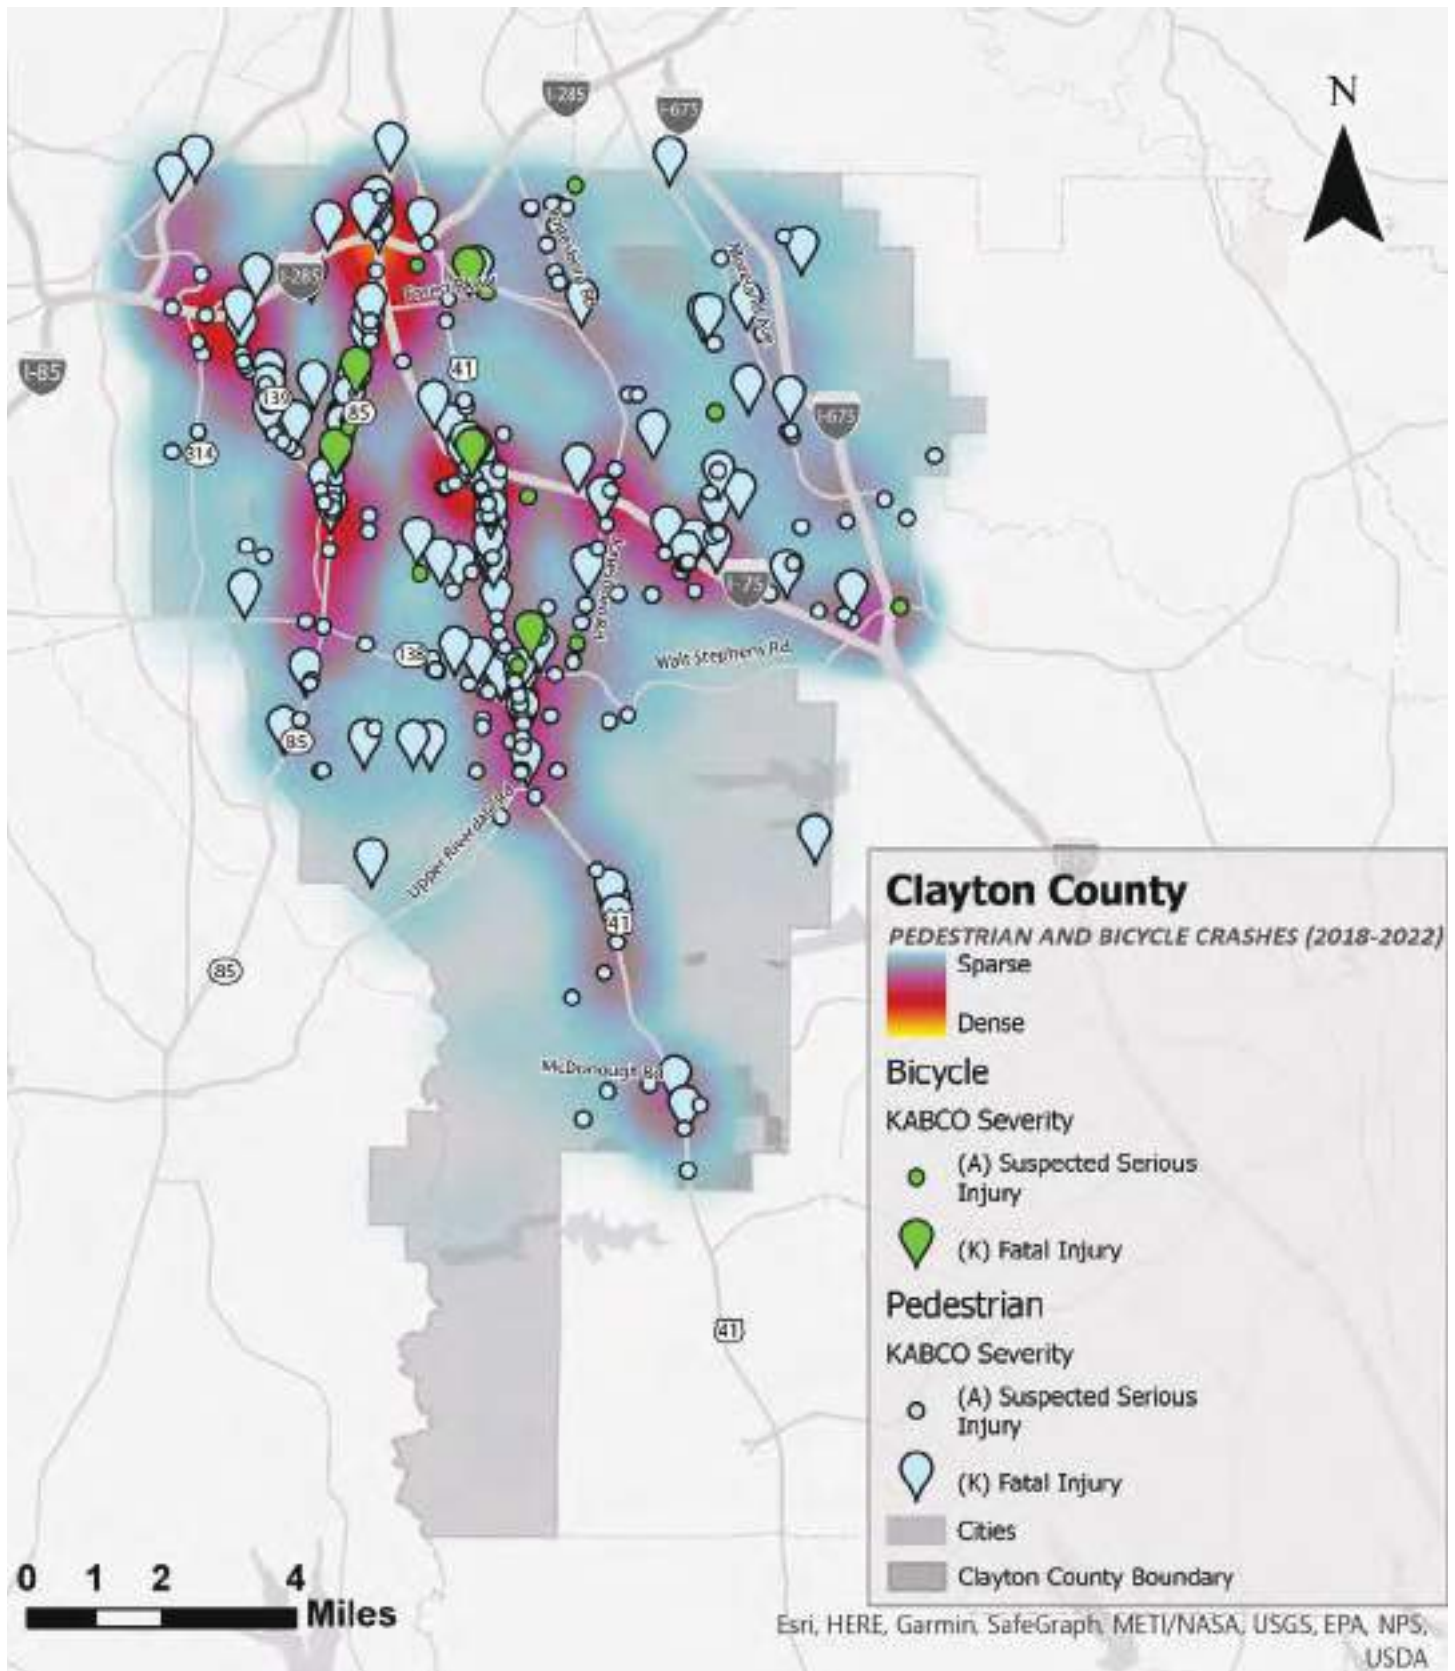 I-285
I-675
N
I-285
I-85
41
139
85
I-675
314
I-75
138
Walt Stephens Rd.
85
Upper Riverdale Rd.
41
85
McDonough Rd
41
Clayton County
PEDESTRIAN AND BICYCLE CRASHES (2018-2022)
Sparse
Dense
Bicycle
KABCO Severity
(A) Suspected Serious
Injury
(K) Fatal Injury
Pedestrian
KABCO Severity
(A) Suspected Serious
Injury
(K) Fatal Injury
Cities
Clayton County Boundary
0 1 2 4
Miles
Esri, HERE, Garmin, SafeGraph, METI/NASA, USGS, EPA, NPS,
USDA